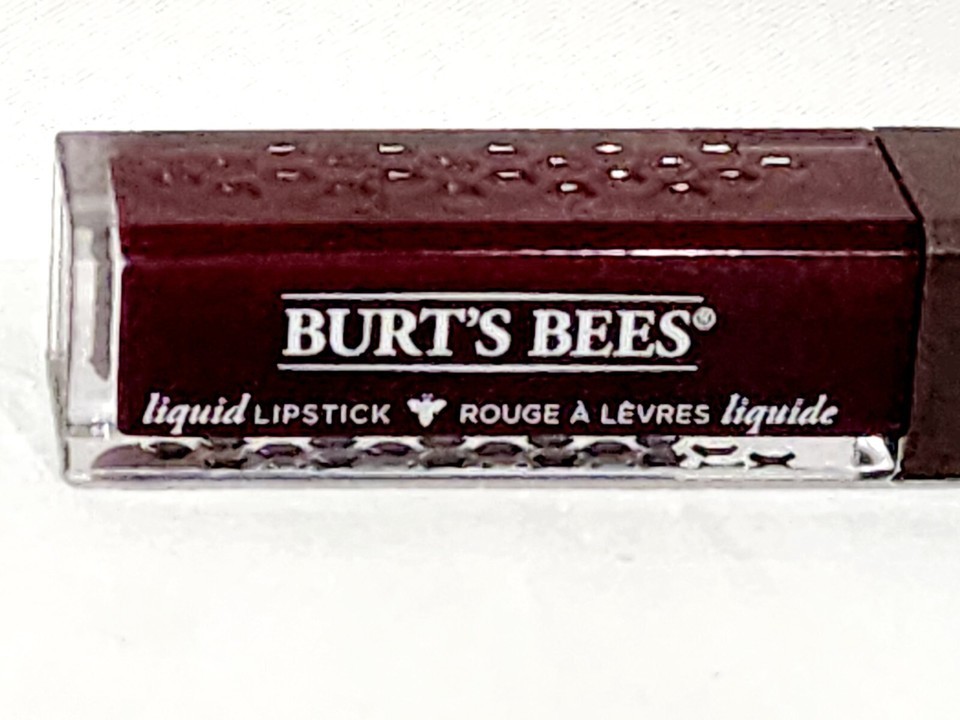 BURT'S BEES®
liquid LIPSTICK ROUGE À LÈVRES liquide